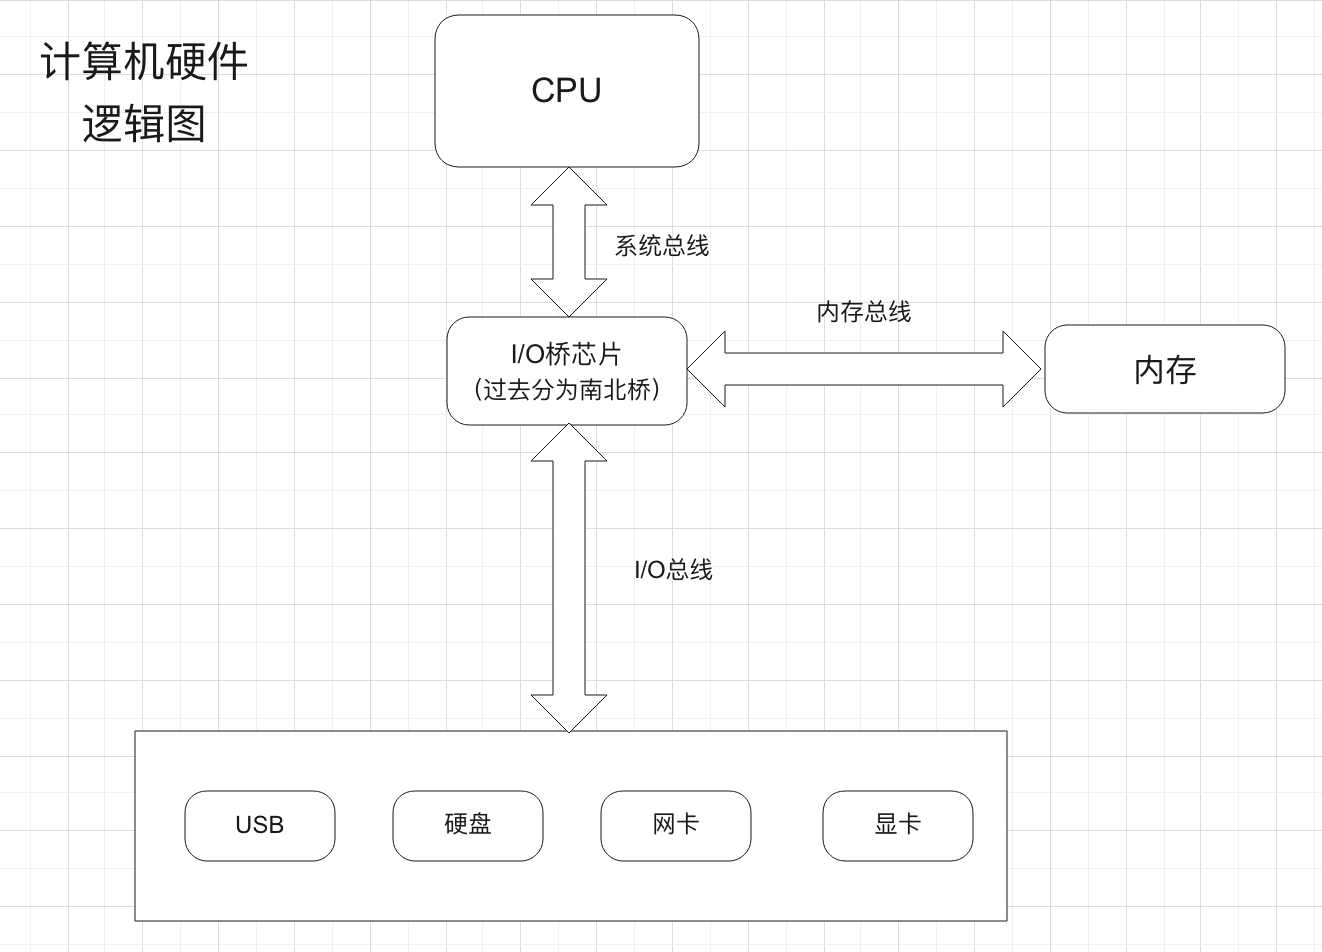 计算机硬件
逻辑图
CPU
系统总线
内存总线
I/O桥芯片
(过去分为南北桥)
内存
I/O总线
USB
硬盘
网卡
显卡